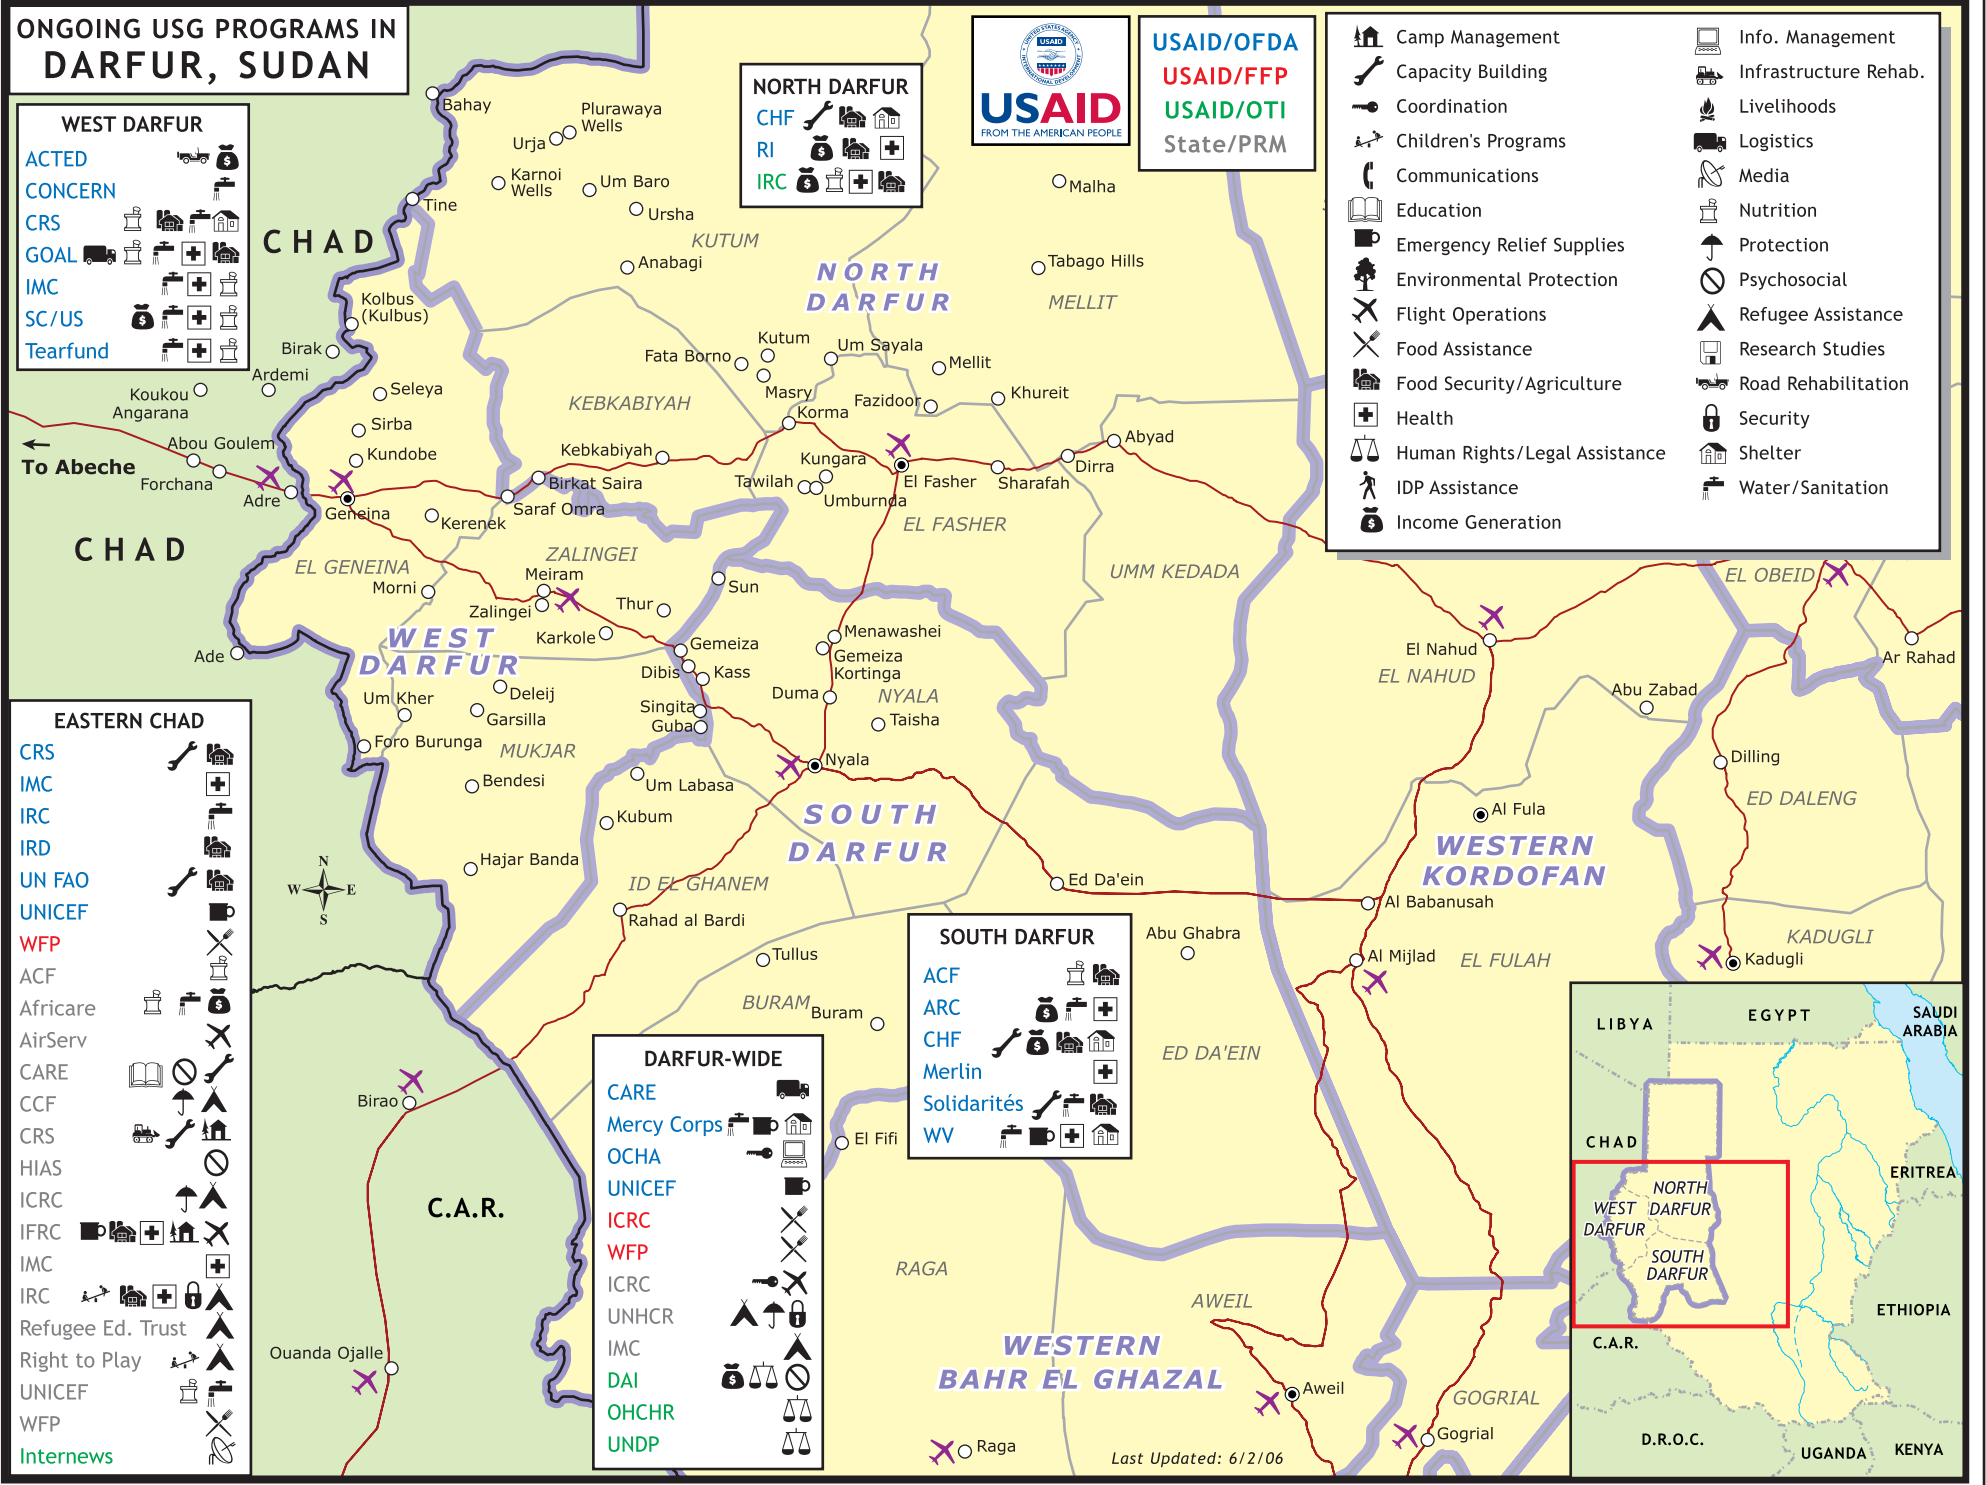 ONGOING USG PROGRAMS IN
DARFUR, SUDAN
WEST DARFUR
ACTED
CONCERN
CRS
GOAL
IMC
SC/US
Tearfund
NORTH DARFUR
CHF
RI
IRC
USAID
UNITED STATES AGENCY
INTERNATIONAL DEVELOPMENT
USAID
FROM THE AMERICAN PEOPLE
USAID/OFDA
USAID/FFP
USAID/OTI
State/PRM
Camp Management
Capacity Building
Coordination
Children's Programs
Communications
Education
Emergency Relief Supplies
Environmental Protection
Flight Operations
Food Assistance
Food Security/Agriculture
Health
Human Rights/Legal Assistance
IDP Assistance
Income Generation
Info. Management
Infrastructure Rehab.
Livelihoods
Logistics
Media
Nutrition
Protection
Psychosocial
Refugee Assistance
Research Studies
Road Rehabilitation
Security
Shelter
Water/Sanitation
Bahay
Plurawaya
Wells
Urja
Karnoi
Wells
Um Baro
Ursha
Tine
Malha
CHAD
KUTUM
Anabagi
NORTH
DARFUR
Tabago Hills
MELLIT
Kolbus
(Kulbus)
Birak
Ardemi
Koukou
Angarana
Seleya
Fata Borno
Kutum
Um Sayala
Mellit
Masry
Fazidoor
Khureit
KEBKABIYAH
Korma
Sirba
Abou Goulem
Kundobe
To Abeche
Forchana
Adre
Geneina
Kebkabiyah
Birkat Saira
Saraf Omra
Kerenek
Kungara
Tawilah
Umburnda
El Fasher
Sharafah
Dirra
Abyad
EL FASHER
CHAD
EL GENEINA
ZALINGEI
Meiram
Morni
Zalingei
Thur
Sun
Karkole
UMM KEDADA
EL OBEID
WEST
DARFUR
Gemeiza
Menawashei
Gemeiza
Kortinga
Ade
Dibis
Kass
Duma
NYALA
Taisha
El Nahud
EL NAHUD
Ar Rahad
Abu Zabad
Um Kher
Deleij
Garsilla
Singita
Guba
Foro Burunga
MUKJAR
Nyala
Dilling
Bendesi
Um Labasa
Kubum
SOUTH
DARFUR
Al Fula
ED DALENG
WESTERN
KORDOFAN
Hajar Banda
ID EL GHANEM
Ed Da'ein
Al Babanusah
Rahad al Bardi
Abu Ghabra
Al Mijlad
EL FULAH
KADUGLI
Kadugli
Tullus
BURAM
Buram
ED DA'EIN
N
W
E
S
EASTERN CHAD
CRS
IMC
IRC
IRD
UN FAO
UNICEF
WFP
ACF
Africare
AirServ
CARE
CCF
CRS
HIAS
ICRC
IFRC
IMC
IRC
Refugee Ed. Trust
Right to Play
UNICEF
WFP
Internews
SOUTH DARFUR
ACF
ARC
CHF
Merlin
Solidarités
WV
DARFUR-WIDE
CARE
Mercy Corps
OCHA
UNICEF
ICRC
WFP
ICRC
UNHCR
IMC
DAI
OHCHR
UNDP
Birao
C.A.R.
Ouanda Ojalle
El Fifi
RAGA
AWEIL
WESTERN
BAHR EL GHAZAL
Aweil
GOGRIAL
Gogrial
Raga
Last Updated: 6/2/06
LIBYA
EGYPT
SAUDI
ARABIA
CHAD
ERITREA
NORTH
DARFUR
WEST
DARFUR
SOUTH
DARFUR
ETHIOPIA
C.A.R.
D.R.O.C.
UGANDA
KENYA